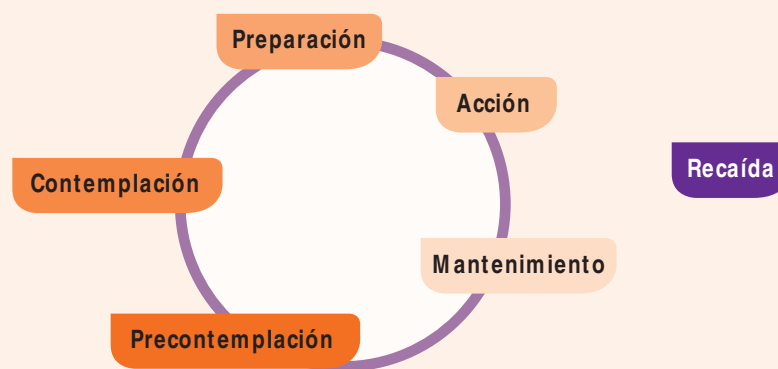 Preparación
Acción
Recaída
Contemplación
Mantenimiento
Precontemplación